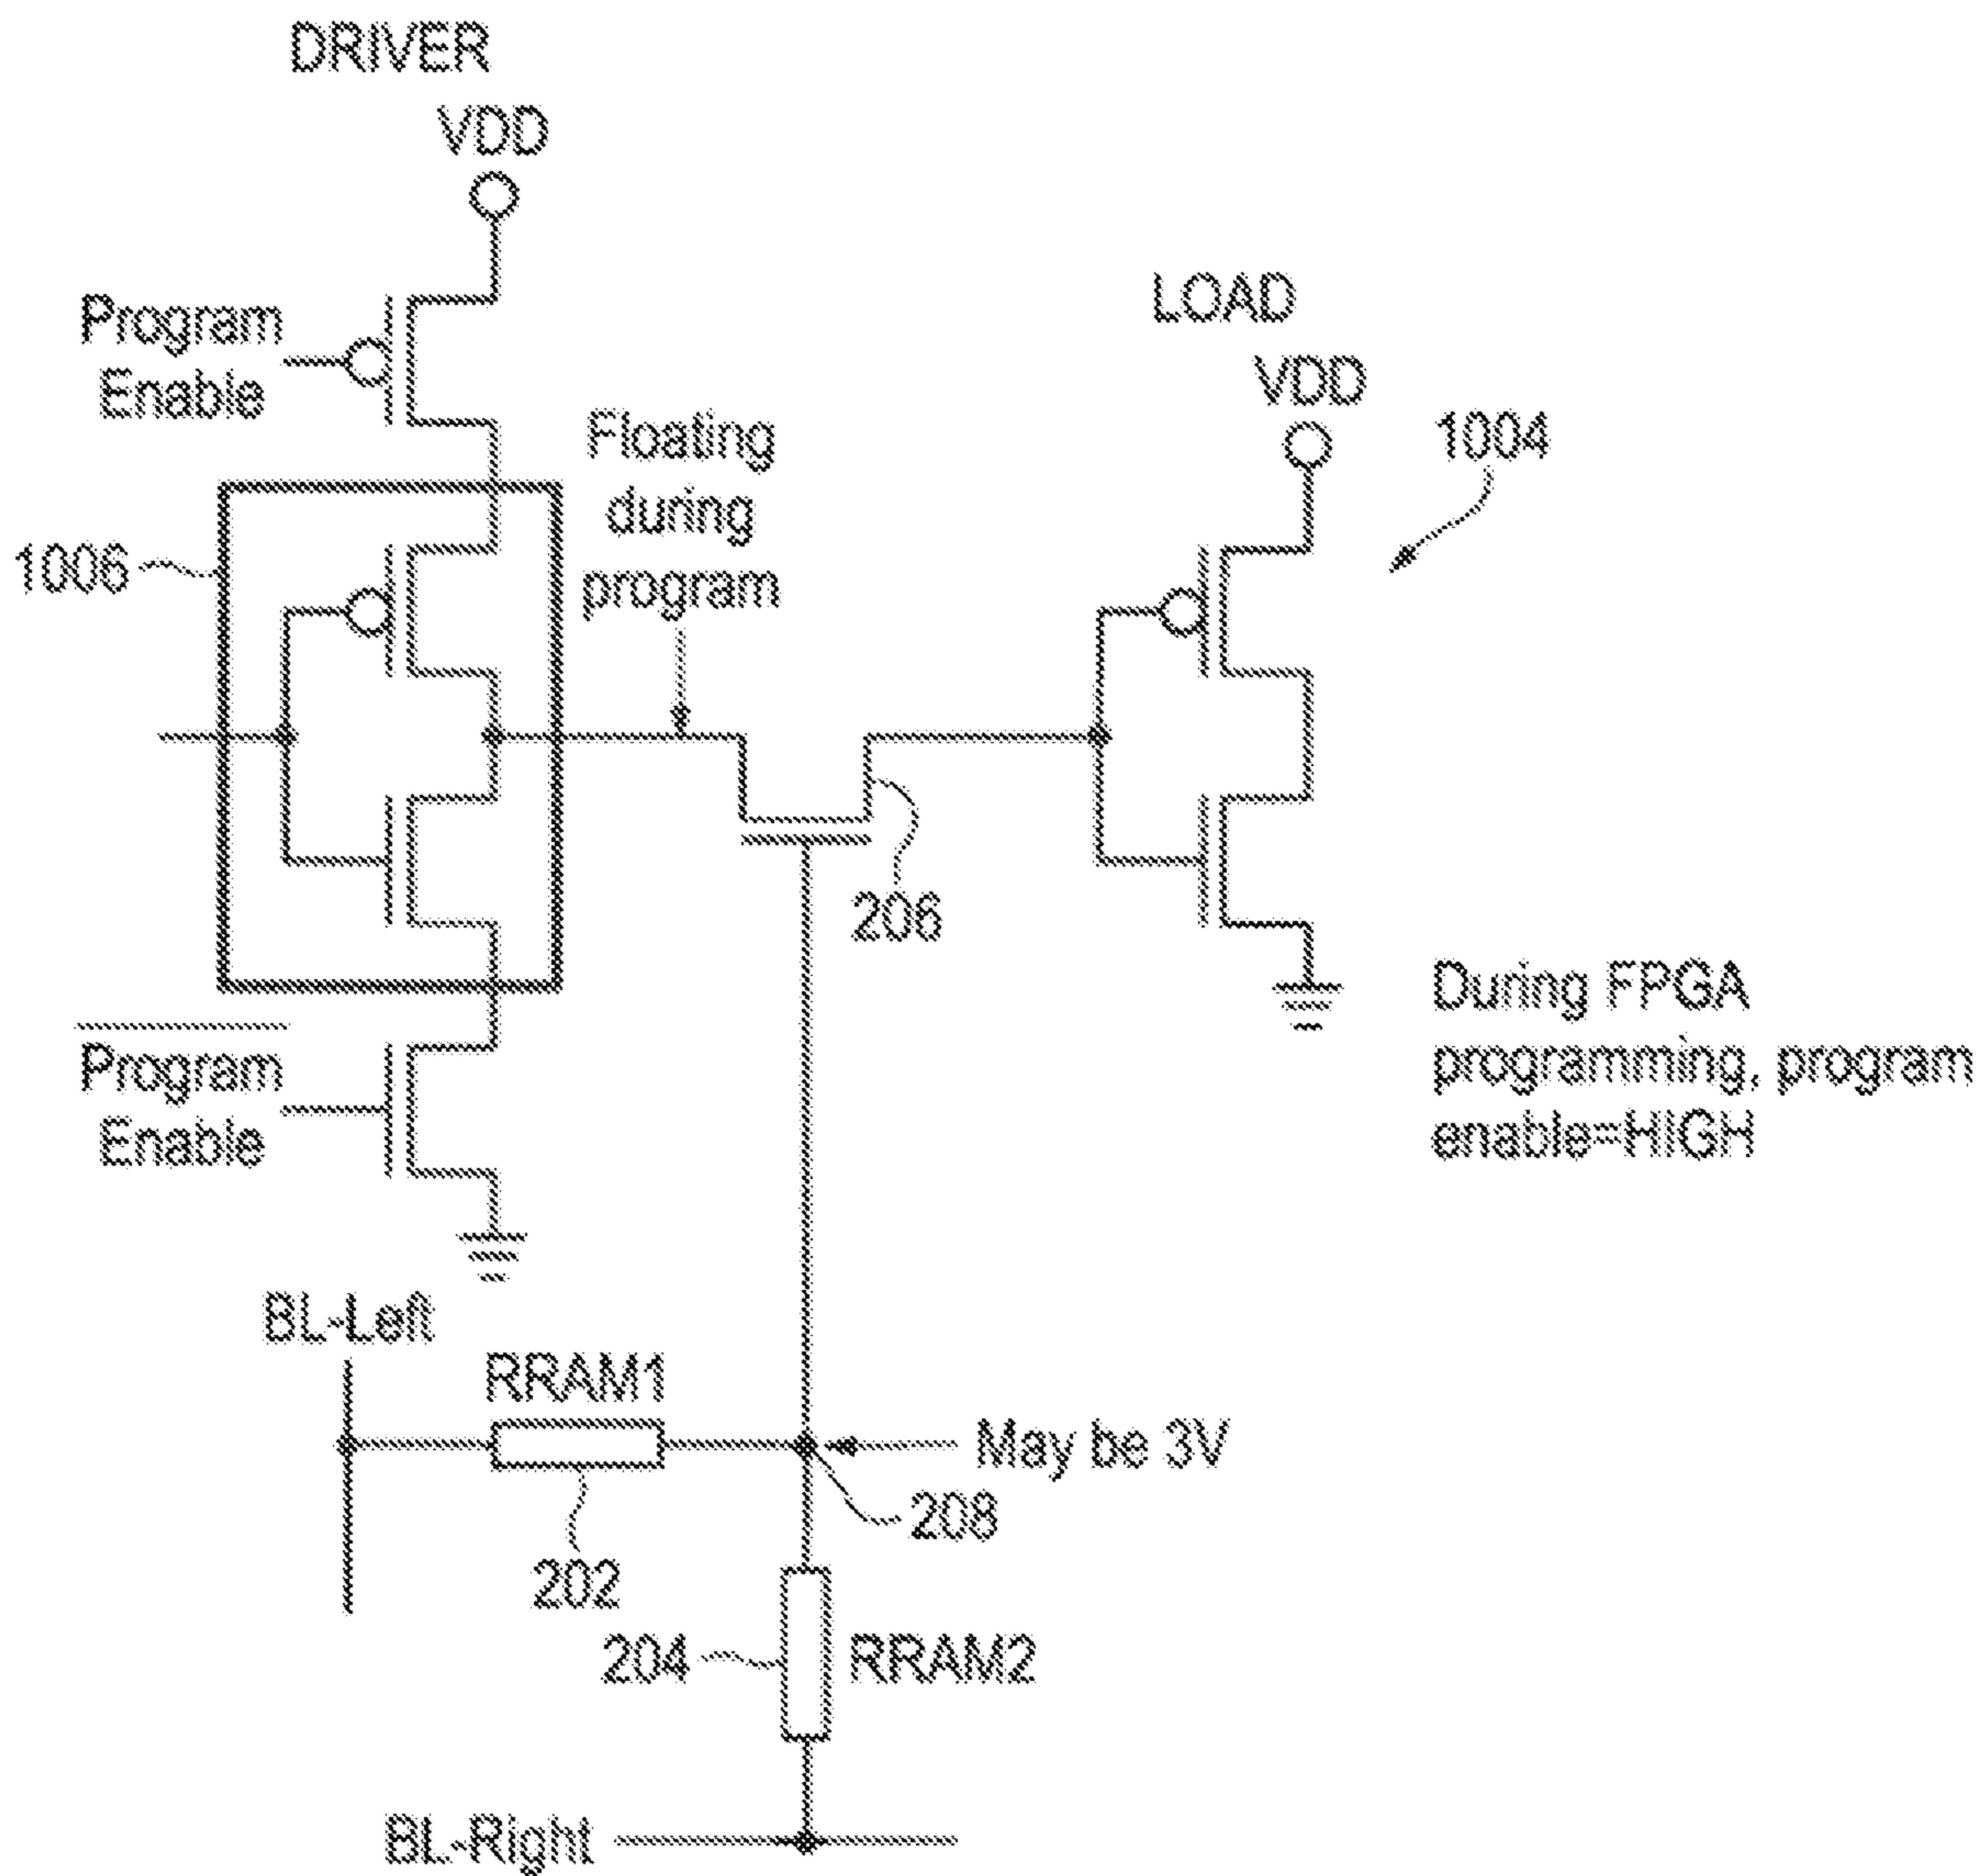 DRIVER
VDD
Program
Enable
LOAD
VDD
1004
Floating
during
program
1006
206
During FPGA
programming, program
enable=HIGH
Program
Enable
BL-Left
RRAM1
May be 3V
208
202
204
RRAM2
BL-Right